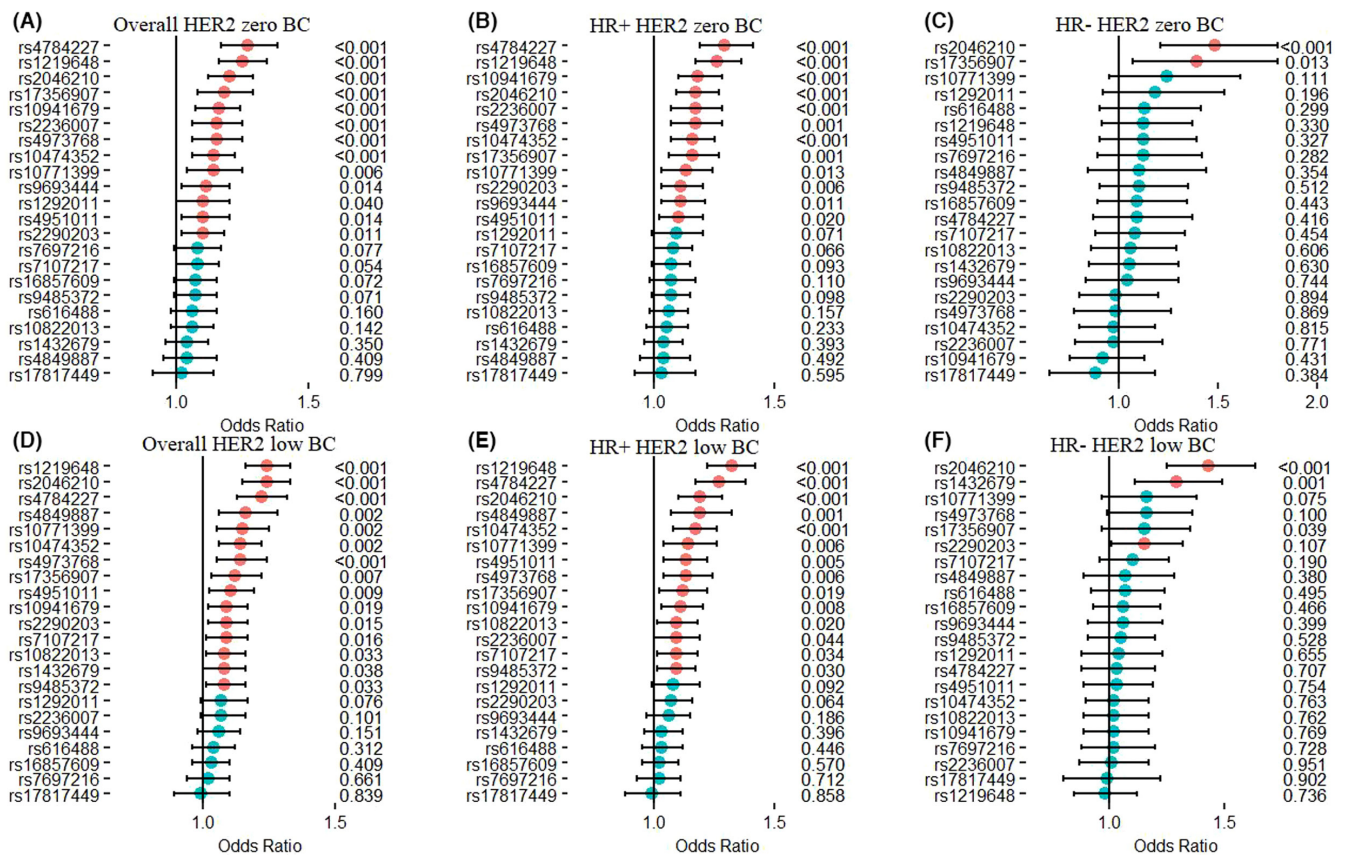 (A) Overall HER2 zero BC
rs4784227 <0.001
rs1219648 <0.001
rs2046210 <0.001
rs17356907 <0.001
rs10941679 <0.001
rs2236007 <0.001
rs4973768 <0.001
rs10474352 <0.001
rs10771399 0.006
rs9693444 0.014
rs1292011 0.040
rs4951011 0.014
rs2290203 0.011
rs7697216 0.077
rs7107217 0.054
rs16857609 0.072
rs9485372 0.071
rs616488 0.160
rs10822013 0.142
rs1432679 0.350
rs4849887 0.409
rs17817449 0.799
1.0 1.5
Odds Ratio
(B) HR+ HER2 zero BC
rs4784227 <0.001
rs1219648 <0.001
rs10941679 <0.001
rs2046210 <0.001
rs2236007 <0.001
rs4973768 0.001
rs10474352 <0.001
rs17356907 0.001
rs10771399 0.013
rs2290203 0.006
rs9693444 0.011
rs4951011 0.020
rs1292011 0.071
rs7107217 0.066
rs16857609 0.093
rs7697216 0.110
rs9485372 0.098
rs10822013 0.157
rs616488 0.233
rs1432679 0.393
rs4849887 0.492
rs17817449 0.595
1.0 1.5
Odds Ratio
(C) HR- HER2 zero BC
rs2046210 <0.001
rs17356907 0.013
rs10771399 0.111
rs1292011 0.196
rs616488 0.299
rs1219648 0.330
rs4951011 0.327
rs7697216 0.282
rs4849887 0.354
rs9485372 0.512
rs16857609 0.443
rs4784227 0.416
rs7107217 0.454
rs10822013 0.606
rs1432679 0.630
rs9693444 0.744
rs2290203 0.894
rs4973768 0.869
rs10474352 0.815
rs2236007 0.771
rs10941679 0.431
rs17817449 0.384
1.0 1.5 2.0
Odds Ratio
(D) Overall HER2 low BC
rs1219648 <0.001
rs2046210 <0.001
rs4784227 <0.001
rs4849887 0.002
rs10771399 0.002
rs10474352 0.002
rs4973768 <0.001
rs17356907 0.007
rs4951011 0.009
rs10941679 0.019
rs2290203 0.015
rs7107217 0.016
rs10822013 0.033
rs1432679 0.038
rs9485372 0.033
rs1292011 0.076
rs2236007 0.101
rs9693444 0.151
rs616488 0.312
rs16857609 0.409
rs7697216 0.661
rs17817449 0.839
1.0 1.5
Odds Ratio
(E) HR+ HER2 low BC
rs1219648 <0.001
rs4784227 <0.001
rs2046210 <0.001
rs4849887 0.001
rs10474352 <0.001
rs10771399 0.006
rs4951011 0.005
rs4973768 0.006
rs17356907 0.019
rs10941679 0.008
rs10822013 0.020
rs2236007 0.044
rs7107217 0.034
rs9485372 0.030
rs1292011 0.092
rs2290203 0.064
rs9693444 0.186
rs1432679 0.396
rs616488 0.446
rs16857609 0.570
rs7697216 0.712
rs17817449 0.858
1.0 1.5
Odds Ratio
(F) HR- HER2 low BC
rs2046210 <0.001
rs1432679 0.001
rs10771399 0.075
rs4973768 0.100
rs17356907 0.039
rs2290203 0.107
rs7107217 0.190
rs4849887 0.380
rs616488 0.495
rs16857609 0.466
rs9693444 0.399
rs9485372 0.528
rs1292011 0.655
rs4784227 0.707
rs4951011 0.754
rs10474352 0.763
rs10822013 0.762
rs10941679 0.769
rs7697216 0.728
rs2236007 0.951
rs17817449 0.902
rs1219648 0.736
1.0 1.5
Odds Ratio